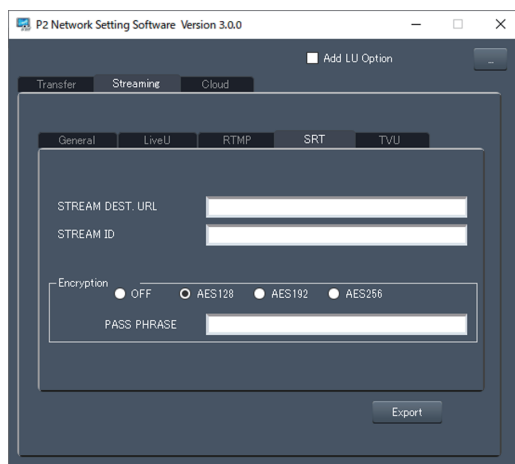 P2 Network Setting Software Version 3.0.0
Add LU Option
...
Transfer Streaming Cloud
General LiveU RTMP SRT TVU
STREAM DEST. URL
STREAM ID
Encryption
OFF AES128 AES192 AES256
PASS PHRASE
Export